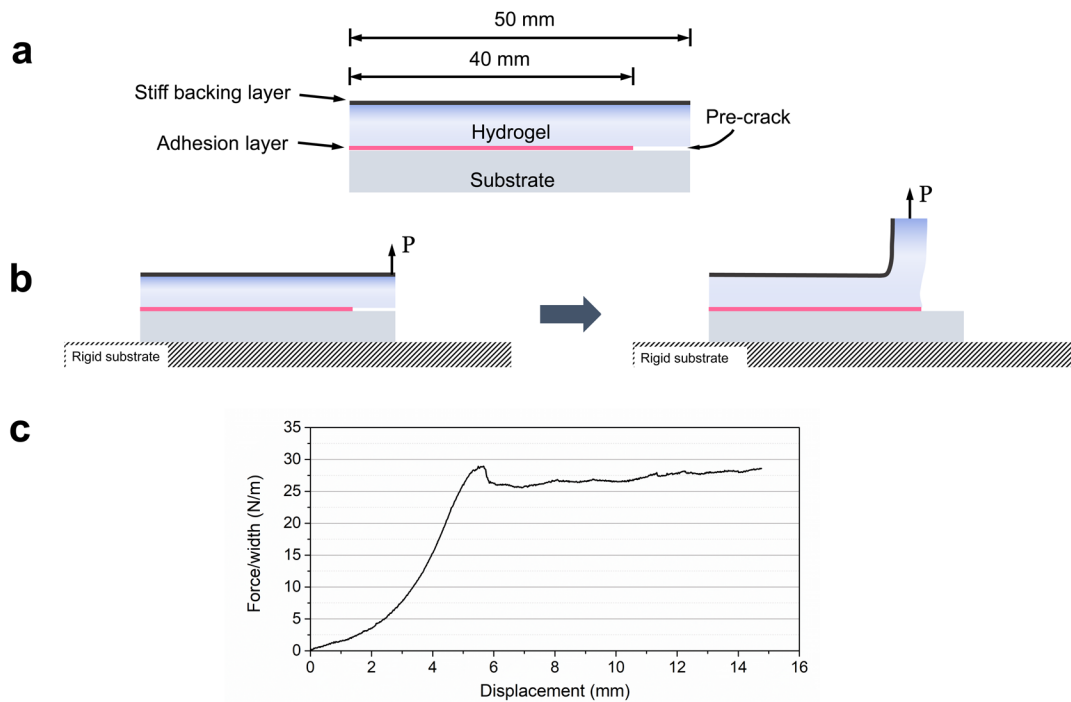 a
50 mm
40 mm
Stiff backing layer
Pre-crack
Adhesion layer
Hydrogel
Substrate
b
P
P
Rigid substrate
Rigid substrate
c
35
30
25
20
15
10
5
0
Force/width (N/m)
0 2 4 6 8 10 12 14 16
Displacement (mm)